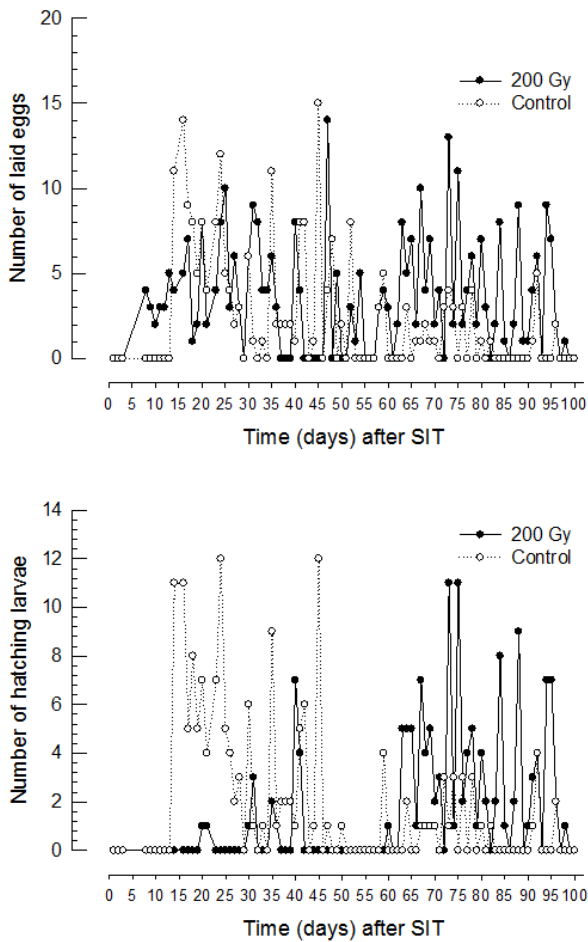 20
15
10
5
0
Number of laid eggs
200 Gy
Control
0 5 10 15 20 25 30 35 40 45 50 55 60 65 70 75 80 85 90 95 100
Time (days) after SIT
14
12
10
8
6
4
2
0
Number of hatching larvae
200 Gy
Control
0 5 10 15 20 25 30 35 40 45 50 55 60 65 70 75 80 85 90 95 100
Time (days) after SIT